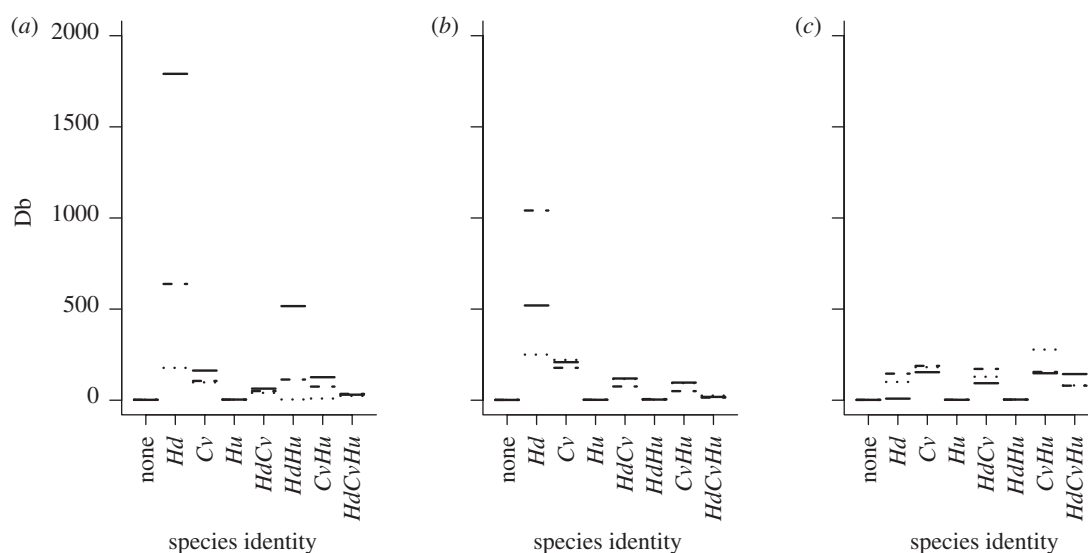 (a)
2000
1500
1000
500
0
Db
none
Hd
Cv
Hu
HdCv
HdHu
CvHu
HdCvHu
species identity
(b)
none
Hd
Cv
Hu
HdCv
HdHu
CvHu
HdCvHu
species identity
(c)
none
Hd
Cv
Hu
HdCv
HdHu
CvHu
HdCvHu
species identity